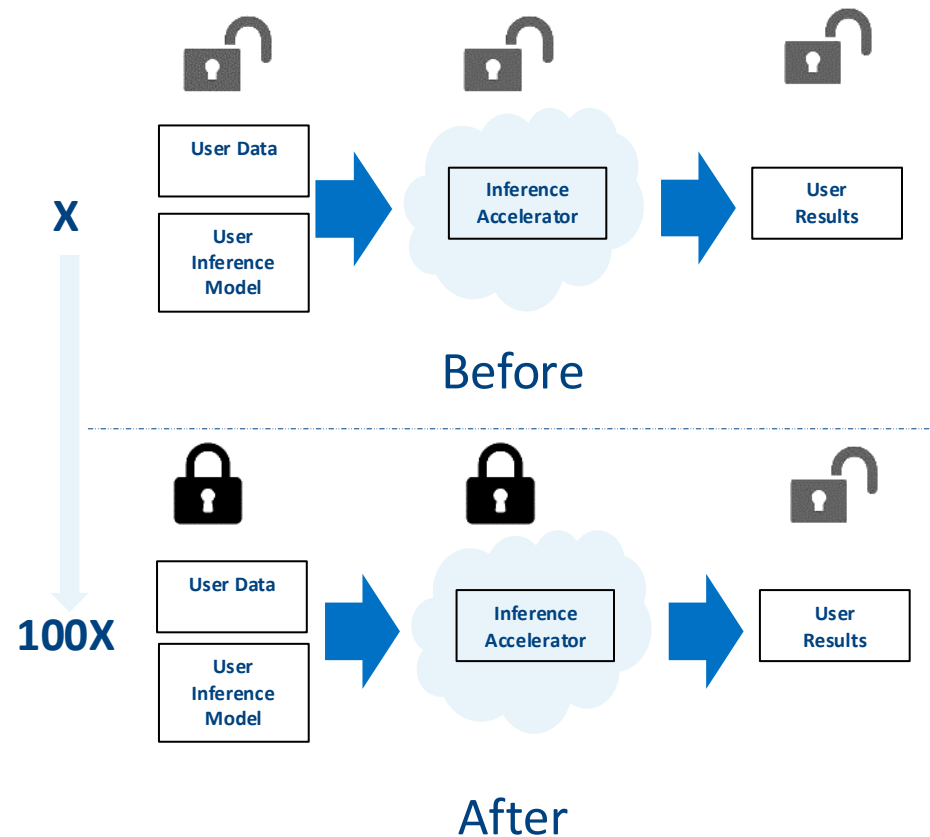 User Data
User
Inference
Model
X
Inference
Accelerator
User
Results
Before
User Data
User
Inference
Model
100X
Inference
Accelerator
User
Results
After